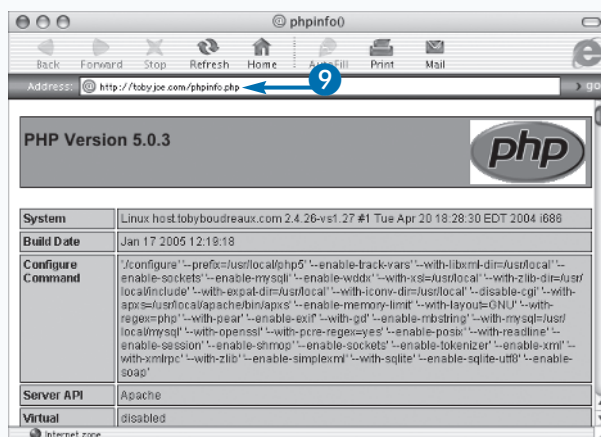 phpinfo()
Back Forward Stop Refresh Home AutoFill Print Mail
Address: @ http://tobyjoe.com/phpinfo.php 9 go
PHP Version 5.0.3
php
System Linux host.tobyboudreaux.com 2.4.26-vs1.27 #1 Tue Apr 20 18:28:30 EDT 2004 i686
Build Date Jan 17 2005 12:19:18
Configure './configure' '--prefix=/usr/local/php5' '--enable-track-vars' '--with-libxml-dir=/usr/local' '--
Command enable-sockets' '--enable-mysqli' '--enable-wddx' '--with-xsl=/usr/local' '--with-zlib-dir=/usr/
local/include' '--with-expat-dir=/usr/local' '--with-iconv-dir=/usr/local' '--disable-cgi' '--with-
apxs=/usr/local/apache/bin/apxs' '--enable-memory-limit' '--with-layout=GNU' '--with-
regex=php' '--with-pear' '--enable-exif' '--with-gd' '--enable-mbstring' '--with-mysql=/usr/
local/mysql' '--with-openssl' '--with-pcre-regex=yes' '--enable-posix' '--with-readline' '--
enable-session' '--enable-shmop' '--enable-sockets' '--enable-tokenizer' '--enable-xml' '--
with-xmlrpc' '--with-zlib' '--enable-simplexml' '--with-sqlite' '--enable-sqlite-utf8' '--enable-
soap'
Server API Apache
Virtual disabled
Internet zone